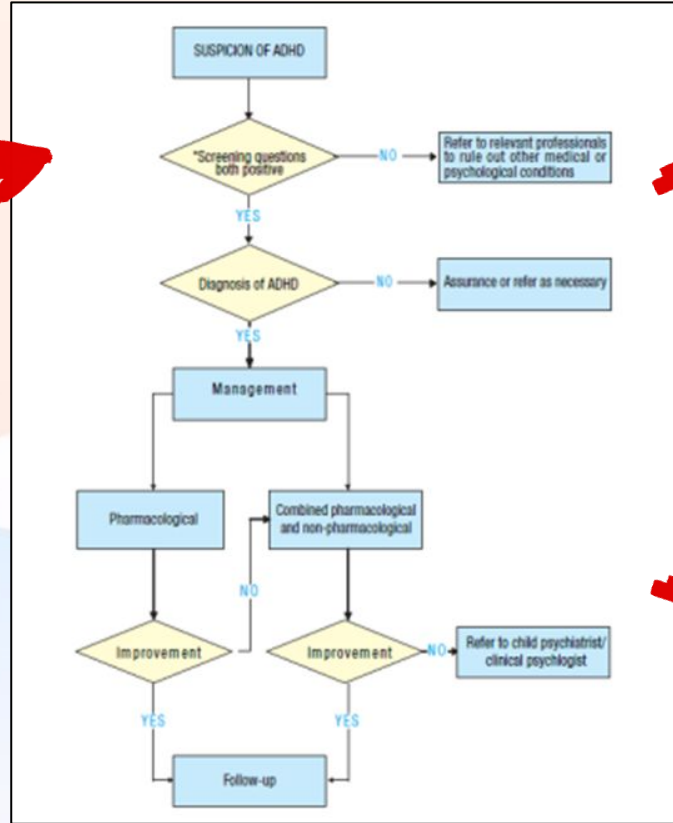 SUSPICION OF ADHD
*Screening questions
both positive
NO
Refer to relevant professionals
to rule out other medical or
psychological conditions
YES
Diagnosis of ADHD
NO
Assurance or refer as necessary
YES
Management
Pharmacological
Combined pharmacological
and non-pharmacological
NO
Improvement
Improvement
NO
Refer to child psychiatrist/
clinical psychlogist
YES
YES
Follow-up